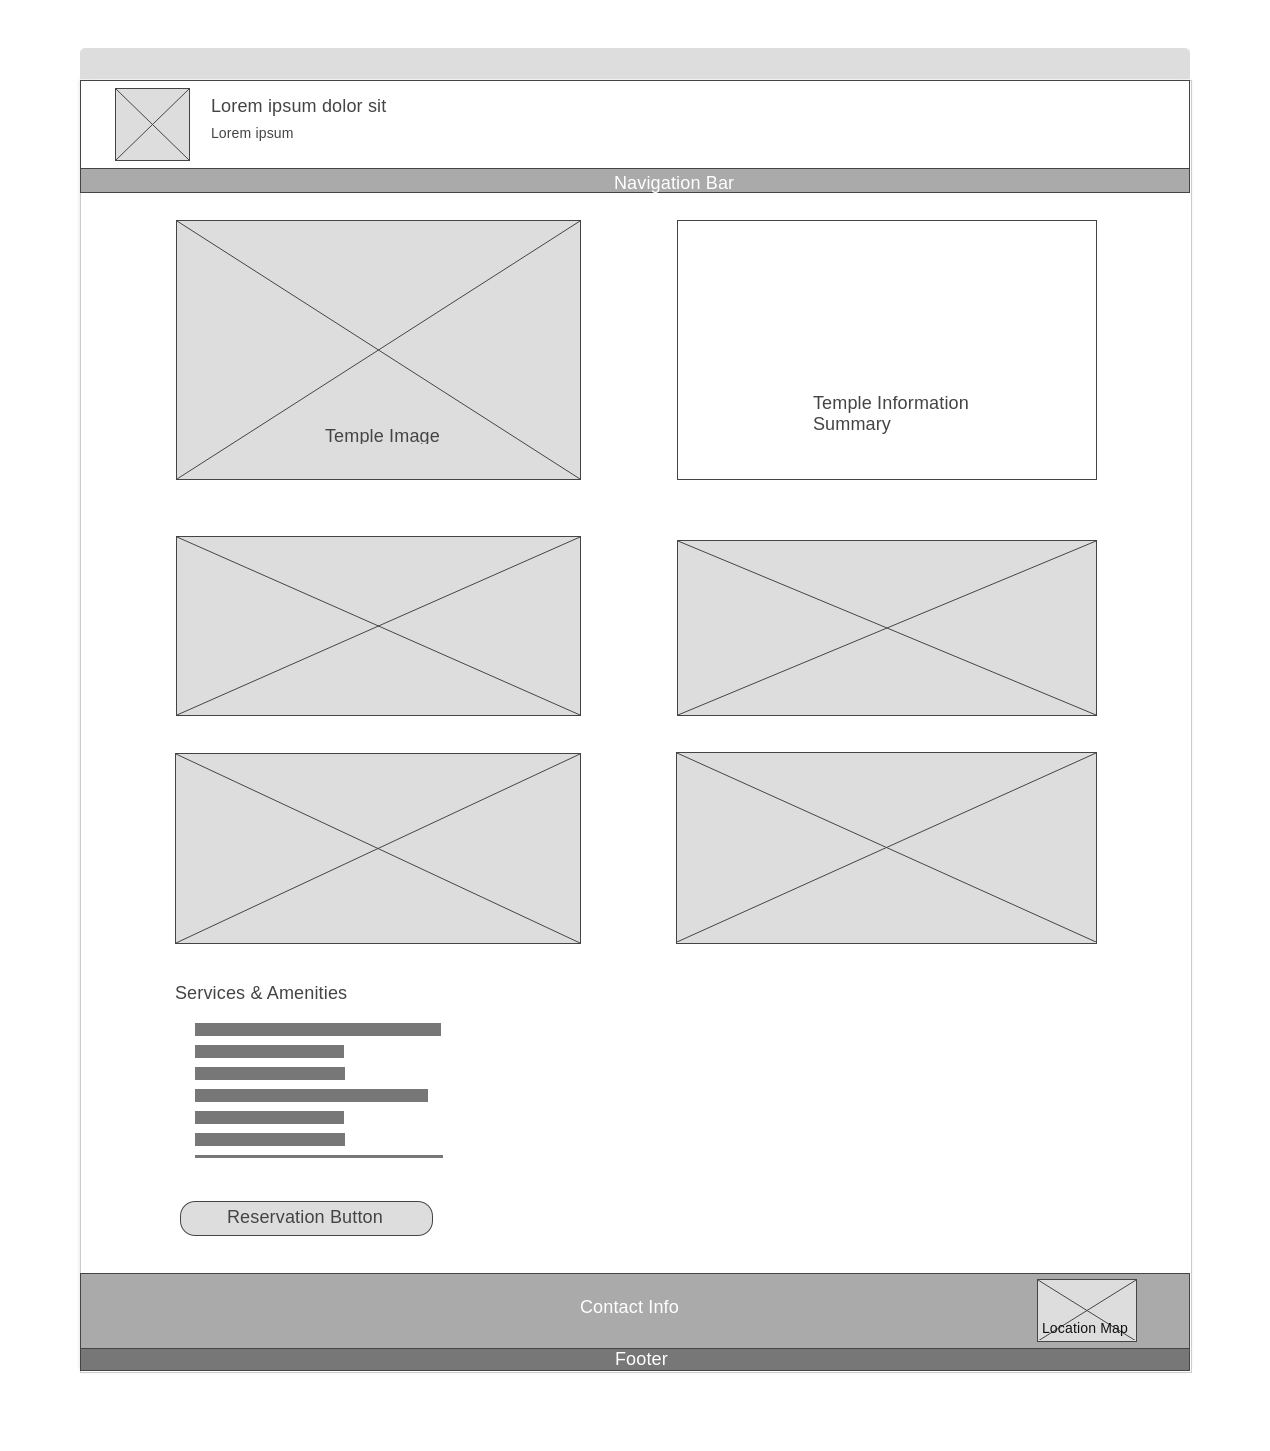 Lorem ipsum dolor sit
Lorem ipsum
Navigation Bar
Temple Image
Temple Information
Summary
Services & Amenities
Reservation Button
Contact Info
Location Map
Footer